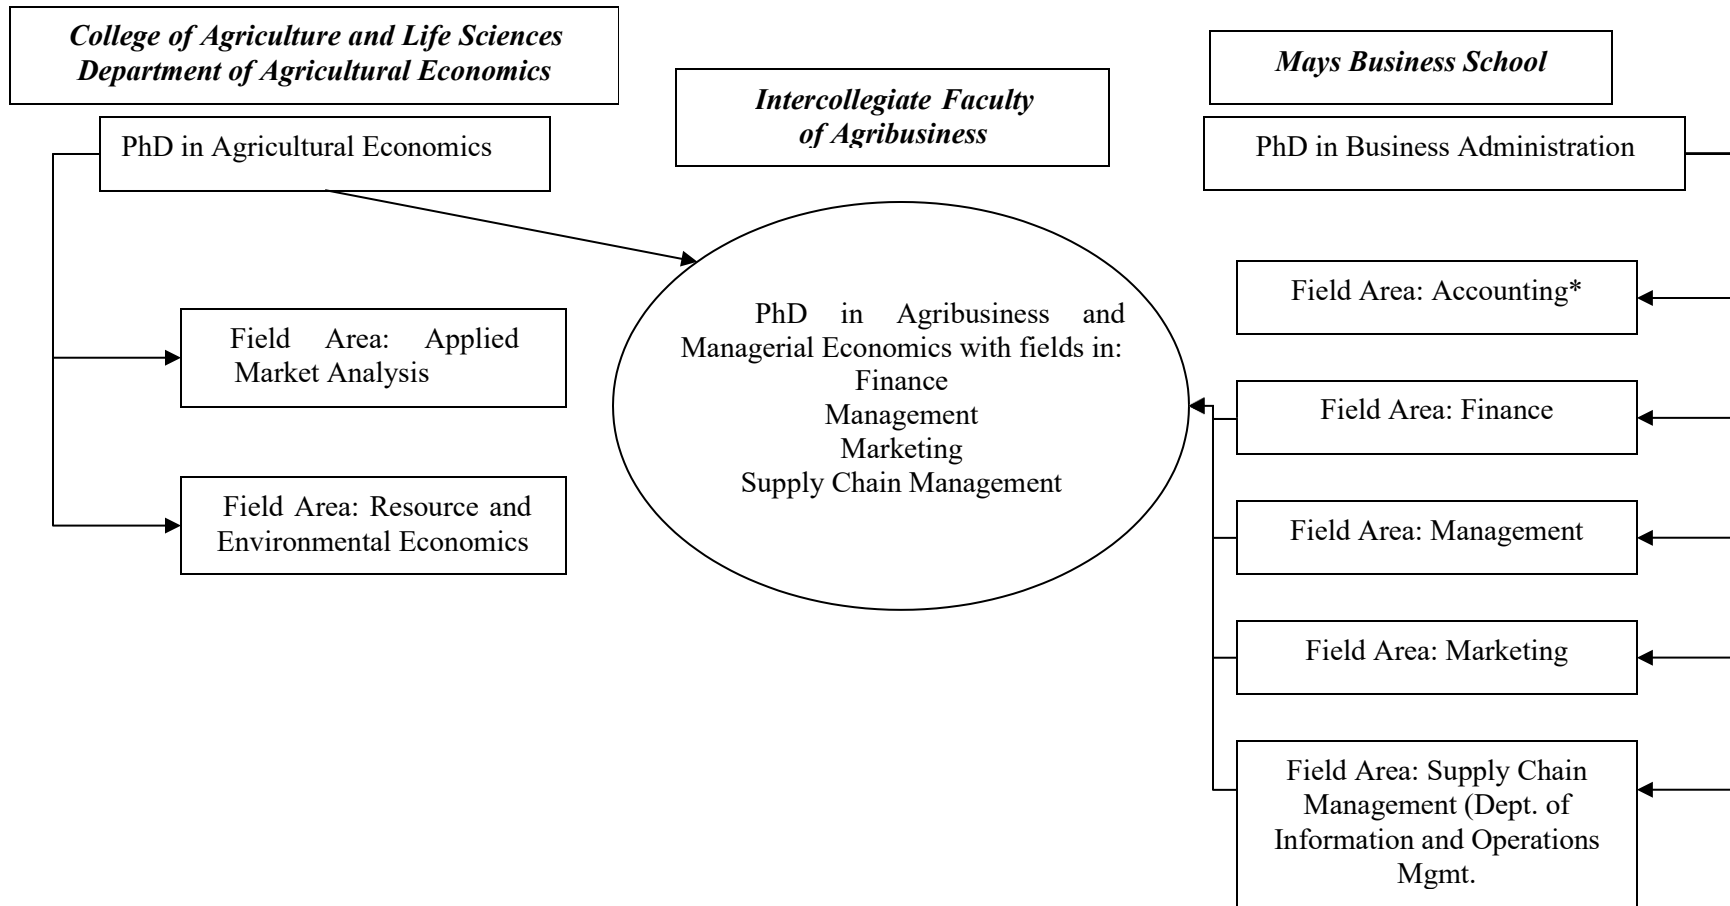 College of Agriculture and Life Sciences
Department of Agricultural Economics
PhD in Agricultural Economics
Field Area: Applied
Market Analysis
Field Area: Resource and
Environmental Economics
Intercollegiate Faculty
of Agribusiness
PhD in Agribusiness and
Managerial Economics with fields in:
Finance
Management
Marketing
Supply Chain Management
Mays Business School
PhD in Business Administration
Field Area: Accounting*
Field Area: Finance
Field Area: Management
Field Area: Marketing
Field Area: Supply Chain
Management (Dept. of
Information and Operations
Mgmt.